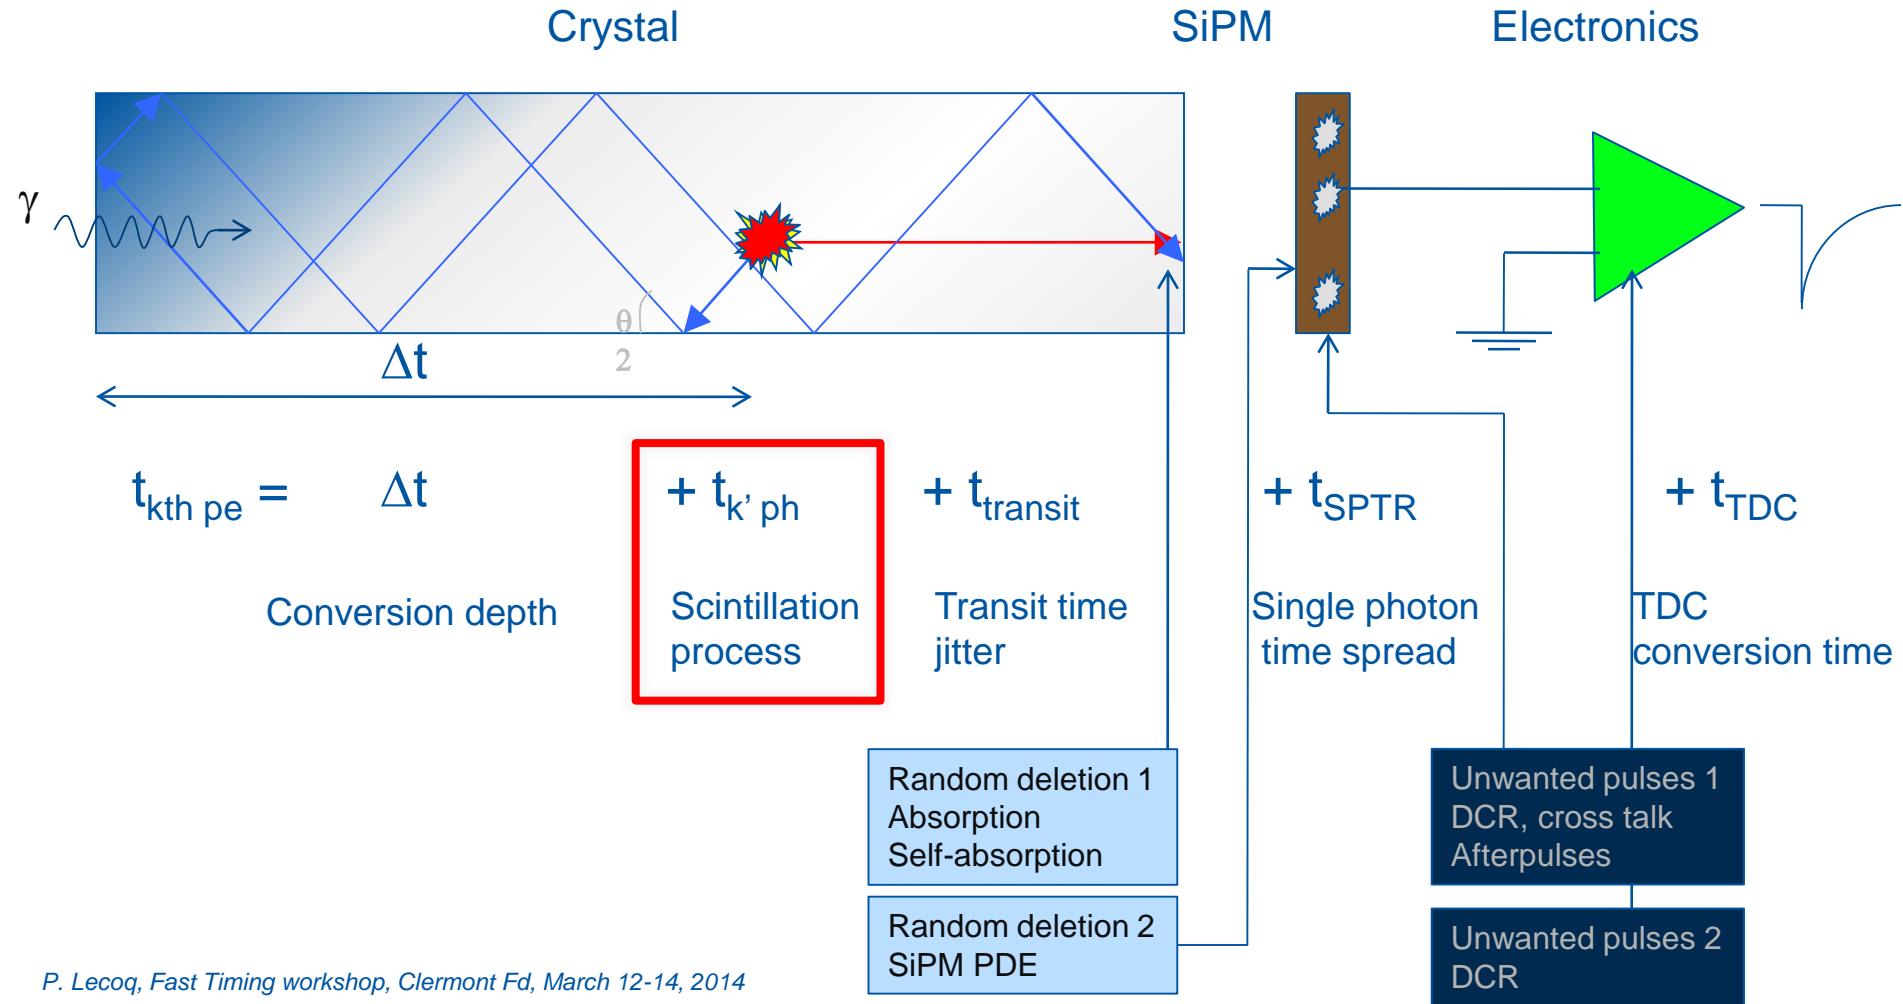 Crystal
SiPM
Electronics
γ
θ
2
Δt
t_kth pe = Δt + t_k' ph + t_transit + t_SPTR + t_TDC
Conversion depth
Scintillation
process
Transit time
jitter
Single photon
time spread
TDC
conversion time
Random deletion 1
Absorption
Self-absorption
Random deletion 2
SiPM PDE
Unwanted pulses 1
DCR, cross talk
Afterpulses
Unwanted pulses 2
DCR
P. Lecoq, Fast Timing workshop, Clermont Fd, March 12-14, 2014